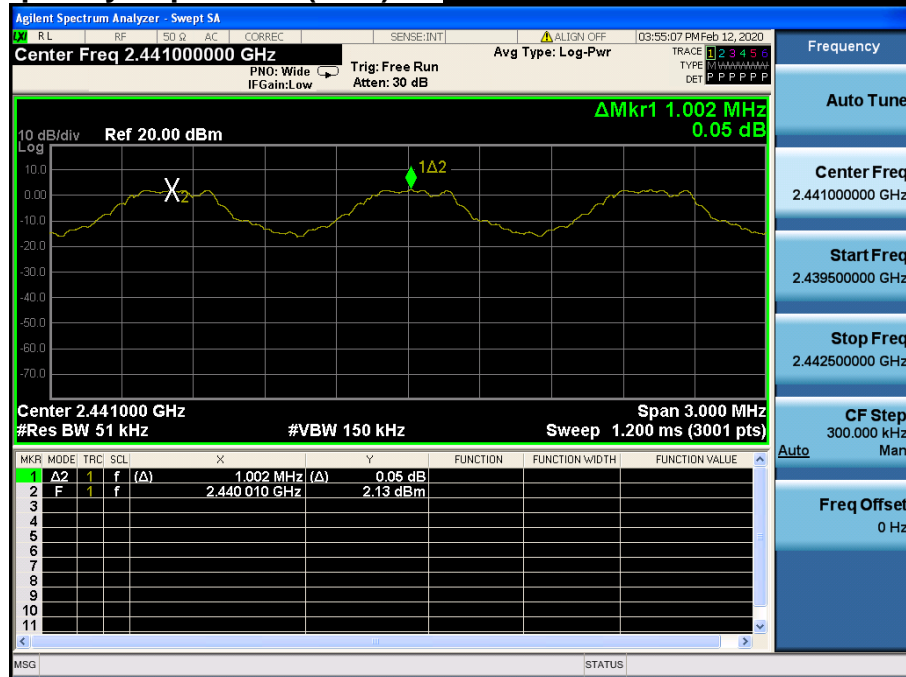 Agilent Spectrum Analyzer - Swept SA
LXI RL RF 50 Ω AC CORREC SENSE:INT ALIGN OFF 03:55:07 PM Feb 12, 2020
Center Freq 2.441000000 GHz
PNO: Wide
IFGain:Low
Trig: Free Run
Atten: 30 dB
Avg Type: Log-Pwr
TRACE 1 2 3 4 5 6
TYPE M
DET P P P P P P
ΔMkr1 1.002 MHz
0.05 dB
10 dB/div Ref 20.00 dBm
Log
10.0
0.00
-10.0
-20.0
-30.0
-40.0
-50.0
-60.0
-70.0
1Δ2
X2
Center 2.441000 GHz Span 3.000 MHz
#Res BW 51 kHz #VBW 150 kHz Sweep 1.200 ms (3001 pts)
MKR MODE TRC SCL X Y FUNCTION FUNCTION WIDTH FUNCTION VALUE
1 Δ2 1 f (Δ) 1.002 MHz (Δ) 0.05 dB
2 F 1 f 2.440 010 GHz 2.13 dBm
3
4
5
6
7
8
9
10
11
MSG STATUS
Frequency
Auto Tune
Center Freq
2.441000000 GHz
Start Freq
2.439500000 GHz
Stop Freq
2.442500000 GHz
CF Step
300.000 kHz
Auto Man
Freq Offset
0 Hz